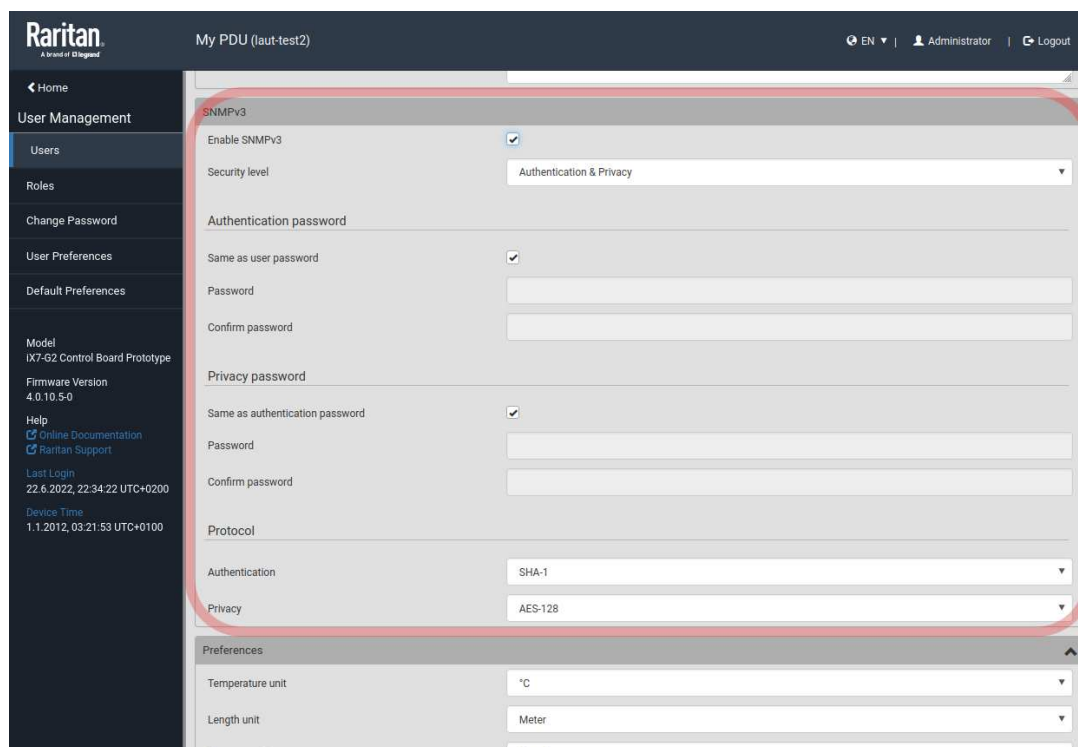 Raritan.
A brand of legrand
My PDU (laut-test2)
EN
Administrator
Logout
Home
User Management
Users
Roles
Change Password
User Preferences
Default Preferences
Model
iX7-G2 Control Board Prototype
Firmware Version
4.0.10.5-0
Help
Online Documentation
Raritan Support
Last Login
22.6.2022, 22:34:22 UTC+0200
Device Time
1.1.2012, 03:21:53 UTC+0100
SNMPv3
Enable SNMPv3
Security level
Authentication & Privacy
Authentication password
Same as user password
Password
Confirm password
Privacy password
Same as authentication password
Password
Confirm password
Protocol
Authentication
SHA-1
Privacy
AES-128
Preferences
Temperature unit
°C
Length unit
Meter